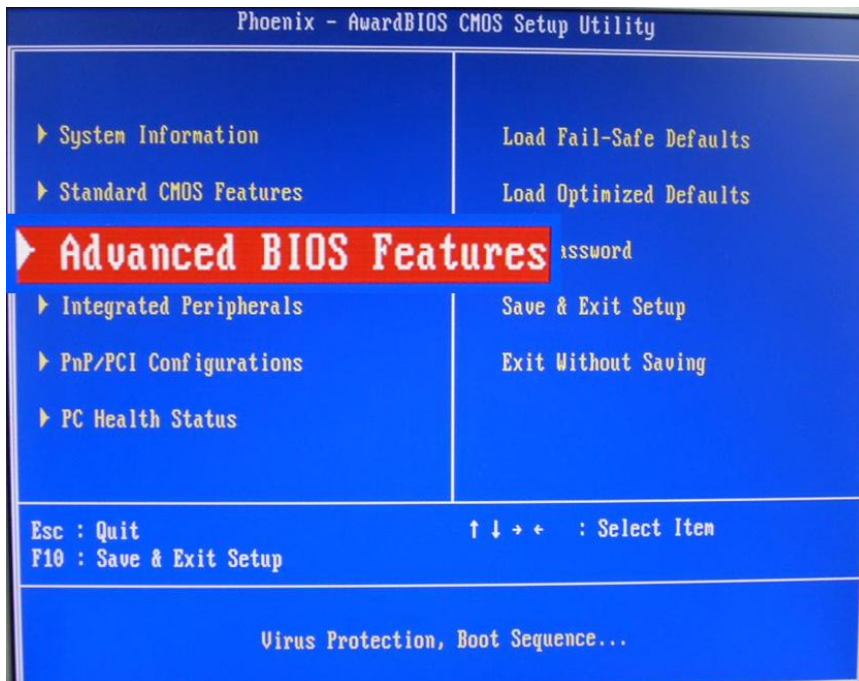 Phoenix - AwardBIOS CMOS Setup Utility
System Information
Standard CMOS Features
Advanced BIOS Features
Integrated Peripherals
PnP/PCI Configurations
PC Health Status
Load Fail-Safe Defaults
Load Optimized Defaults
assword
Save & Exit Setup
Exit Without Saving
Esc : Quit
F10 : Save & Exit Setup
↑ ↓ → ← : Select Item
Virus Protection, Boot Sequence...